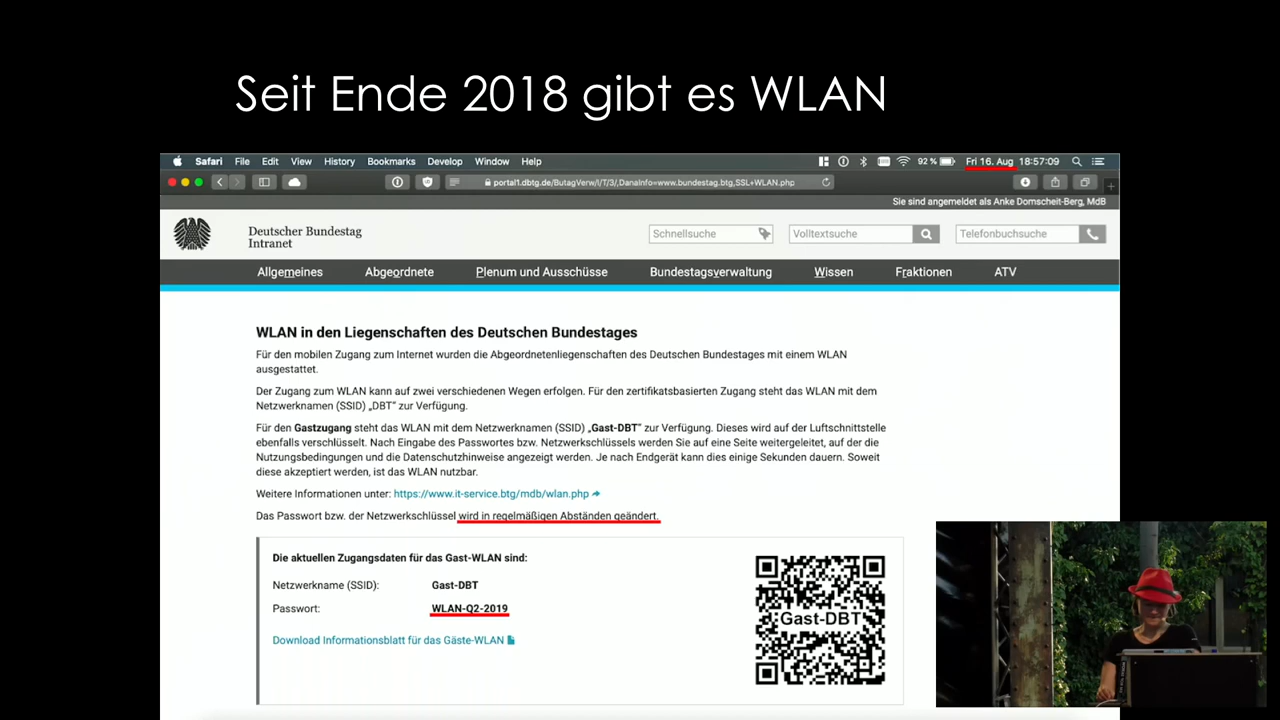 Seit Ende 2018 gibt es WLAN
Safari File Edit View History Bookmarks Develop Window Help 92 % Fri 16. Aug 18:57:09
portal1.dbtg.de/ButagVerw/I/T/3/,DanaInfo=www.bundestag.btg,SSL+WLAN.php
Sie sind angemeldet als Anke Domscheit-Berg, MdB
Deutscher Bundestag
Intranet
Schnellsuche Volltextsuche Telefonbuchsuche
Allgemeines Abgeordnete Plenum und Ausschüsse Bundestagsverwaltung Wissen Fraktionen ATV
WLAN in den Liegenschaften des Deutschen Bundestages
Für den mobilen Zugang zum Internet wurden die Abgeordnetenliegenschaften des Deutschen Bundestages mit einem WLAN
ausgestattet.
Der Zugang zum WLAN kann auf zwei verschiedenen Wegen erfolgen. Für den zertifikatsbasierten Zugang steht das WLAN mit dem
Netzwerknamen (SSID) „DBT“ zur Verfügung.
Für den Gastzugang steht das WLAN mit dem Netzwerknamen (SSID) „Gast-DBT“ zur Verfügung. Dieses wird auf der Luftschnittstelle
ebenfalls verschlüsselt. Nach Eingabe des Passwortes bzw. Netzwerkschlüssels werden Sie auf eine Seite weitergeleitet, auf der die
Nutzungsbedingungen und die Datenschutzhinweise angezeigt werden. Je nach Endgerät kann dies einige Sekunden dauern. Soweit
diese akzeptiert werden, ist das WLAN nutzbar.
Weitere Informationen unter: https://www.it-service.btg/mdb/wlan.php
Das Passwort bzw. der Netzwerkschlüssel wird in regelmäßigen Abständen geändert.
Die aktuellen Zugangsdaten für das Gast-WLAN sind:
Netzwerkname (SSID): Gast-DBT
Passwort: WLAN-Q2-2019
Download Informationsblatt für das Gäste-WLAN
Gast-DBT